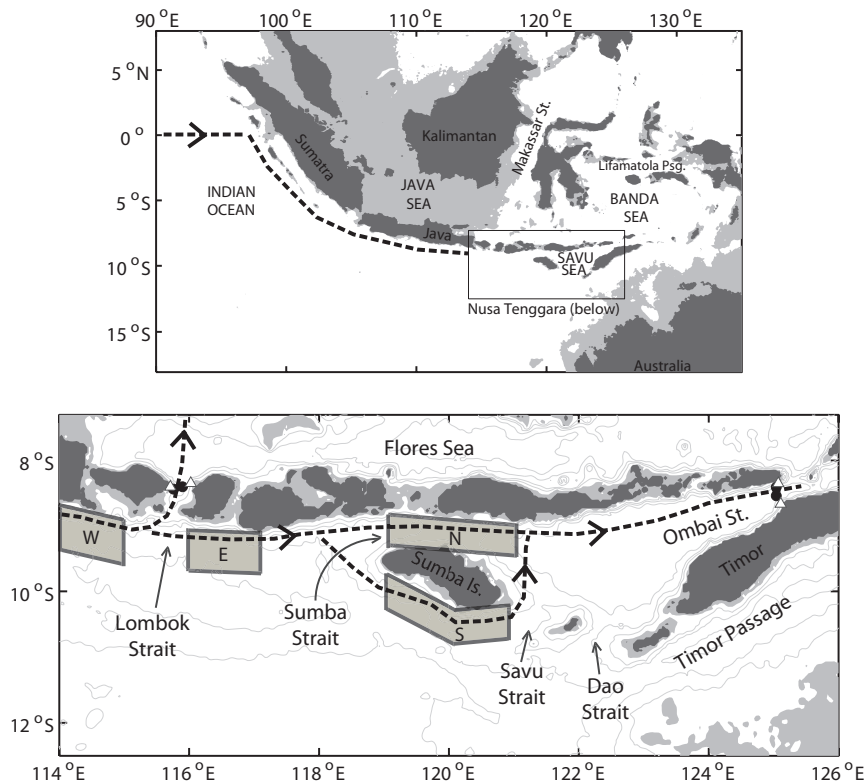 90 °E
100 °E
110 °E
120 °E
130 °E
5 °N
0 °
5 °S
10 °S
15 °S
Sumatra
Kalimantan
Makassar St.
Lifamatola Psg.
INDIAN
OCEAN
JAVA
SEA
BANDA
SEA
Java
SAVU
SEA
Nusa Tenggara (below)
Australia
8 °S
10 °S
12 °S
Flores Sea
W
E
N
S
Ombai St.
Sumba Is.
Timor
Timor Passage
Lombok
Strait
Sumba
Strait
Savu
Strait
Dao
Strait
114 °E
116 °E
118 °E
120 °E
122 °E
124 °E
126 °E